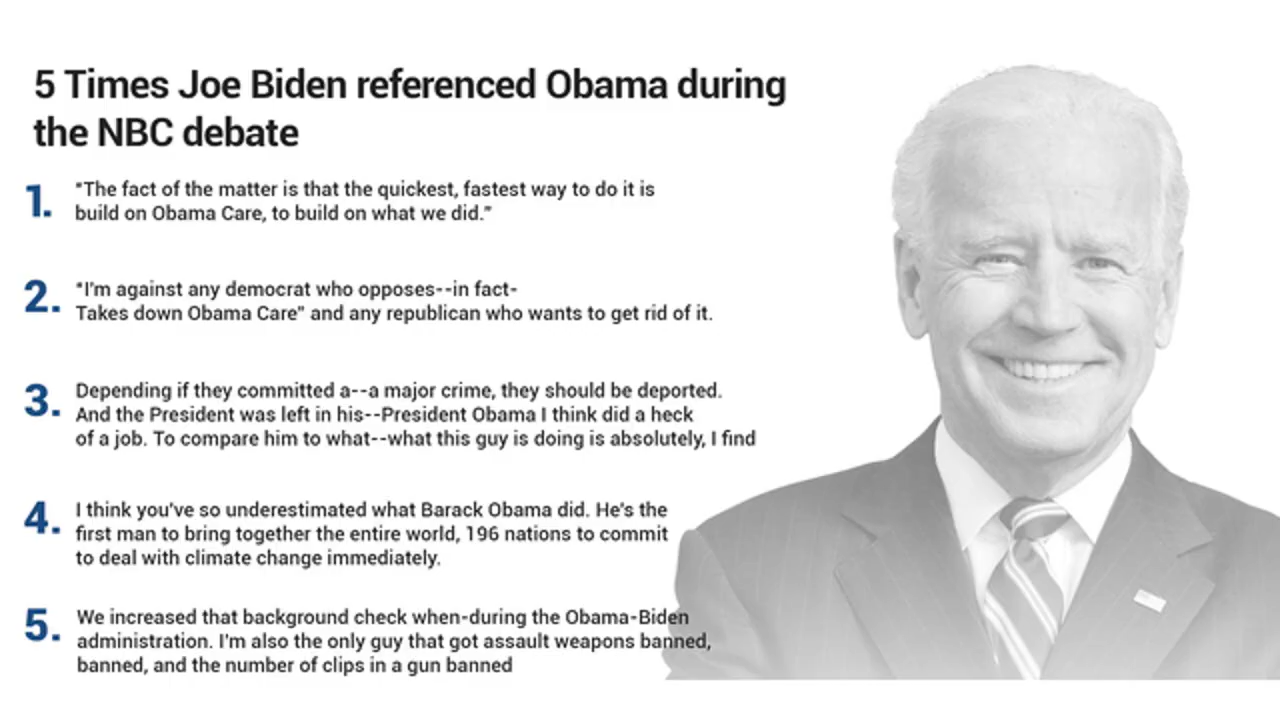 5 Times Joe Biden referenced Obama during
the NBC debate
1.
"The fact of the matter is that the quickest, fastest way to do it is
build on Obama Care, to build on what we did."
2.
"I'm against any democrat who opposes--in fact-
Takes down Obama Care" and any republican who wants to get rid of it.
3.
Depending if they committed a--a major crime, they should be deported.
And the President was left in his--President Obama I think did a heck
of a job. To compare him to what--what this guy is doing is absolutely, I find
4.
I think you've so underestimated what Barack Obama did. He's the
first man to bring together the entire world, 196 nations to commit
to deal with climate change immediately.
5.
We increased that background check when-during the Obama-Biden
administration. I'm also the only guy that got assault weapons banned,
banned, and the number of clips in a gun banned